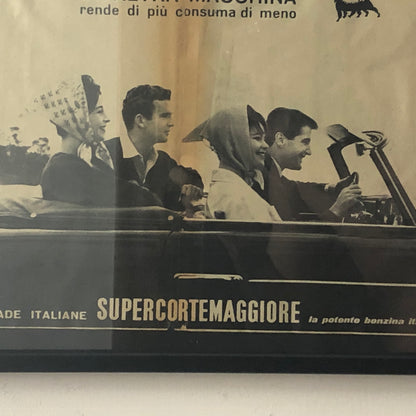 rende di più consuma di meno
ADE ITALIANE SUPERCORTEMAGGIORE la potente benzina it